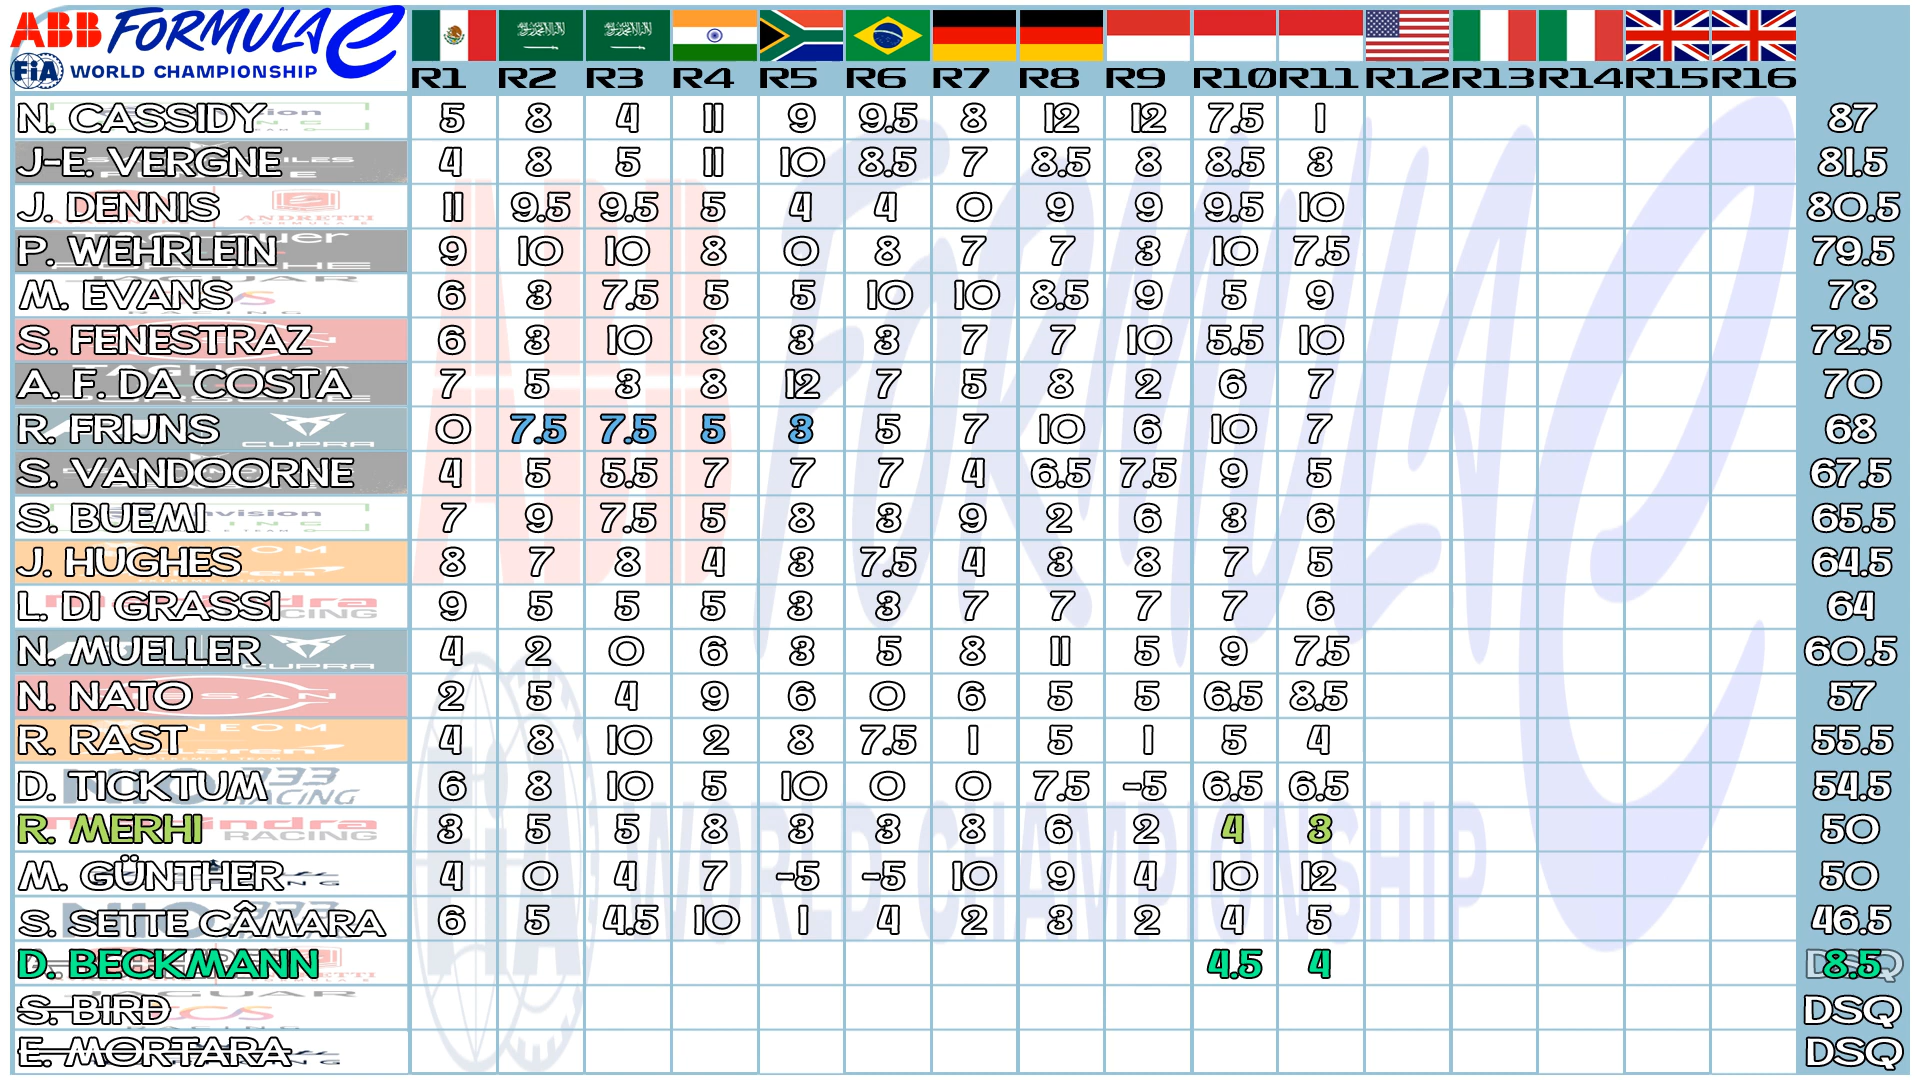 ABB FORMULA E
FIA WORLD CHAMPIONSHIP
R1 R2 R3 R4 R5 R6 R7 R8 R9 R10 R11 R12 R13 R14 R15 R16
N. CASSIDY 5 8 4 11 9 9.5 8 12 12 7.5 1 87
J-E. VERGNE 4 8 5 11 10 8.5 7 8.5 8 8.5 3 81.5
J. DENNIS 11 9.5 9.5 5 4 4 0 9 9 9.5 10 80.5
P. WEHRLEIN 9 10 10 8 0 8 7 7 3 10 7.5 79.5
M. EVANS 6 3 7.5 5 5 10 10 8.5 9 5 9 78
S. FENESTRAZ 6 3 10 8 3 3 7 7 10 5.5 10 72.5
A. F. DA COSTA 7 5 3 8 12 7 5 8 2 6 7 70
R. FRIJNS 0 7.5 7.5 5 3 5 7 10 6 10 7 68
S. VANDOORNE 4 5 5.5 7 7 7 4 6.5 7.5 9 5 67.5
S. BUEMI 7 9 7.5 5 8 3 9 2 6 3 6 65.5
J. HUGHES 8 7 8 4 3 7.5 4 3 8 7 5 64.5
L. DI GRASSI 9 5 5 5 3 3 7 7 7 7 6 64
N. MUELLER 4 2 0 6 3 5 8 11 5 9 7.5 60.5
N. NATO 2 5 4 9 6 0 6 5 5 6.5 8.5 57
R. RAST 4 8 10 2 8 7.5 1 5 1 5 4 55.5
D. TICKTUM 6 8 10 5 10 0 0 7.5 -5 6.5 6.5 54.5
R. MERHI 3 5 5 8 3 3 8 6 2 4 3 50
M. GÜNTHER 4 0 4 7 -5 -5 10 9 4 10 12 50
S. SETTE CÂMARA 6 5 4.5 10 1 4 2 3 2 4 5 46.5
D. BECKMANN 4.5 4 8.5
S. BIRD DSQ
E. MORTARA DSQ